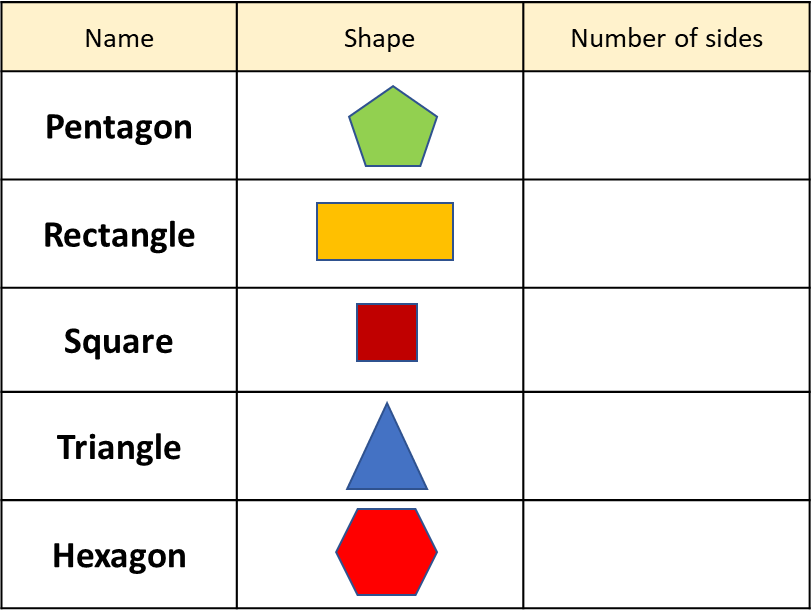 Name Shape Number of sides
Pentagon
Rectangle
Square
Triangle
Hexagon